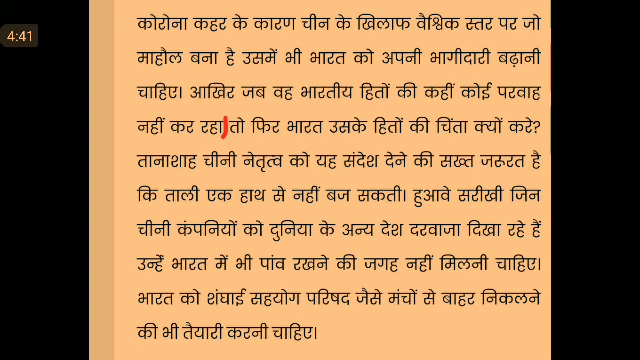 कोरोना कहर के कारण चीन के खिलाफ वैश्विक स्तर पर जो
4:41
माहौल बना है उसमें भी भारत को अपनी भागीदारी बढ़ानी
चाहिए। आखिर जब वह भारतीय हितों की कहीं कोई परवाह
नहीं कर रहा तो फिर भारत उसके हितों की चिंता क्यों करे?
तानाशाह चीनी नेतृत्व को यह संदेश देने की सख्त जरूरत है
कि ताली एक हाथ से नहीं बज सकती। हुआवे सरीखी जिन
चीनी कंपनियों को दुनिया के अन्य देश दरवाजा दिखा रहे हैं
उन्हें भारत में भी पांव रखने की जगह नहीं मिलनी चाहिए।
भारत को शंघाई सहयोग परिषद जैसे मंचों से बाहर निकलने
की भी तैयारी करनी चाहिए।